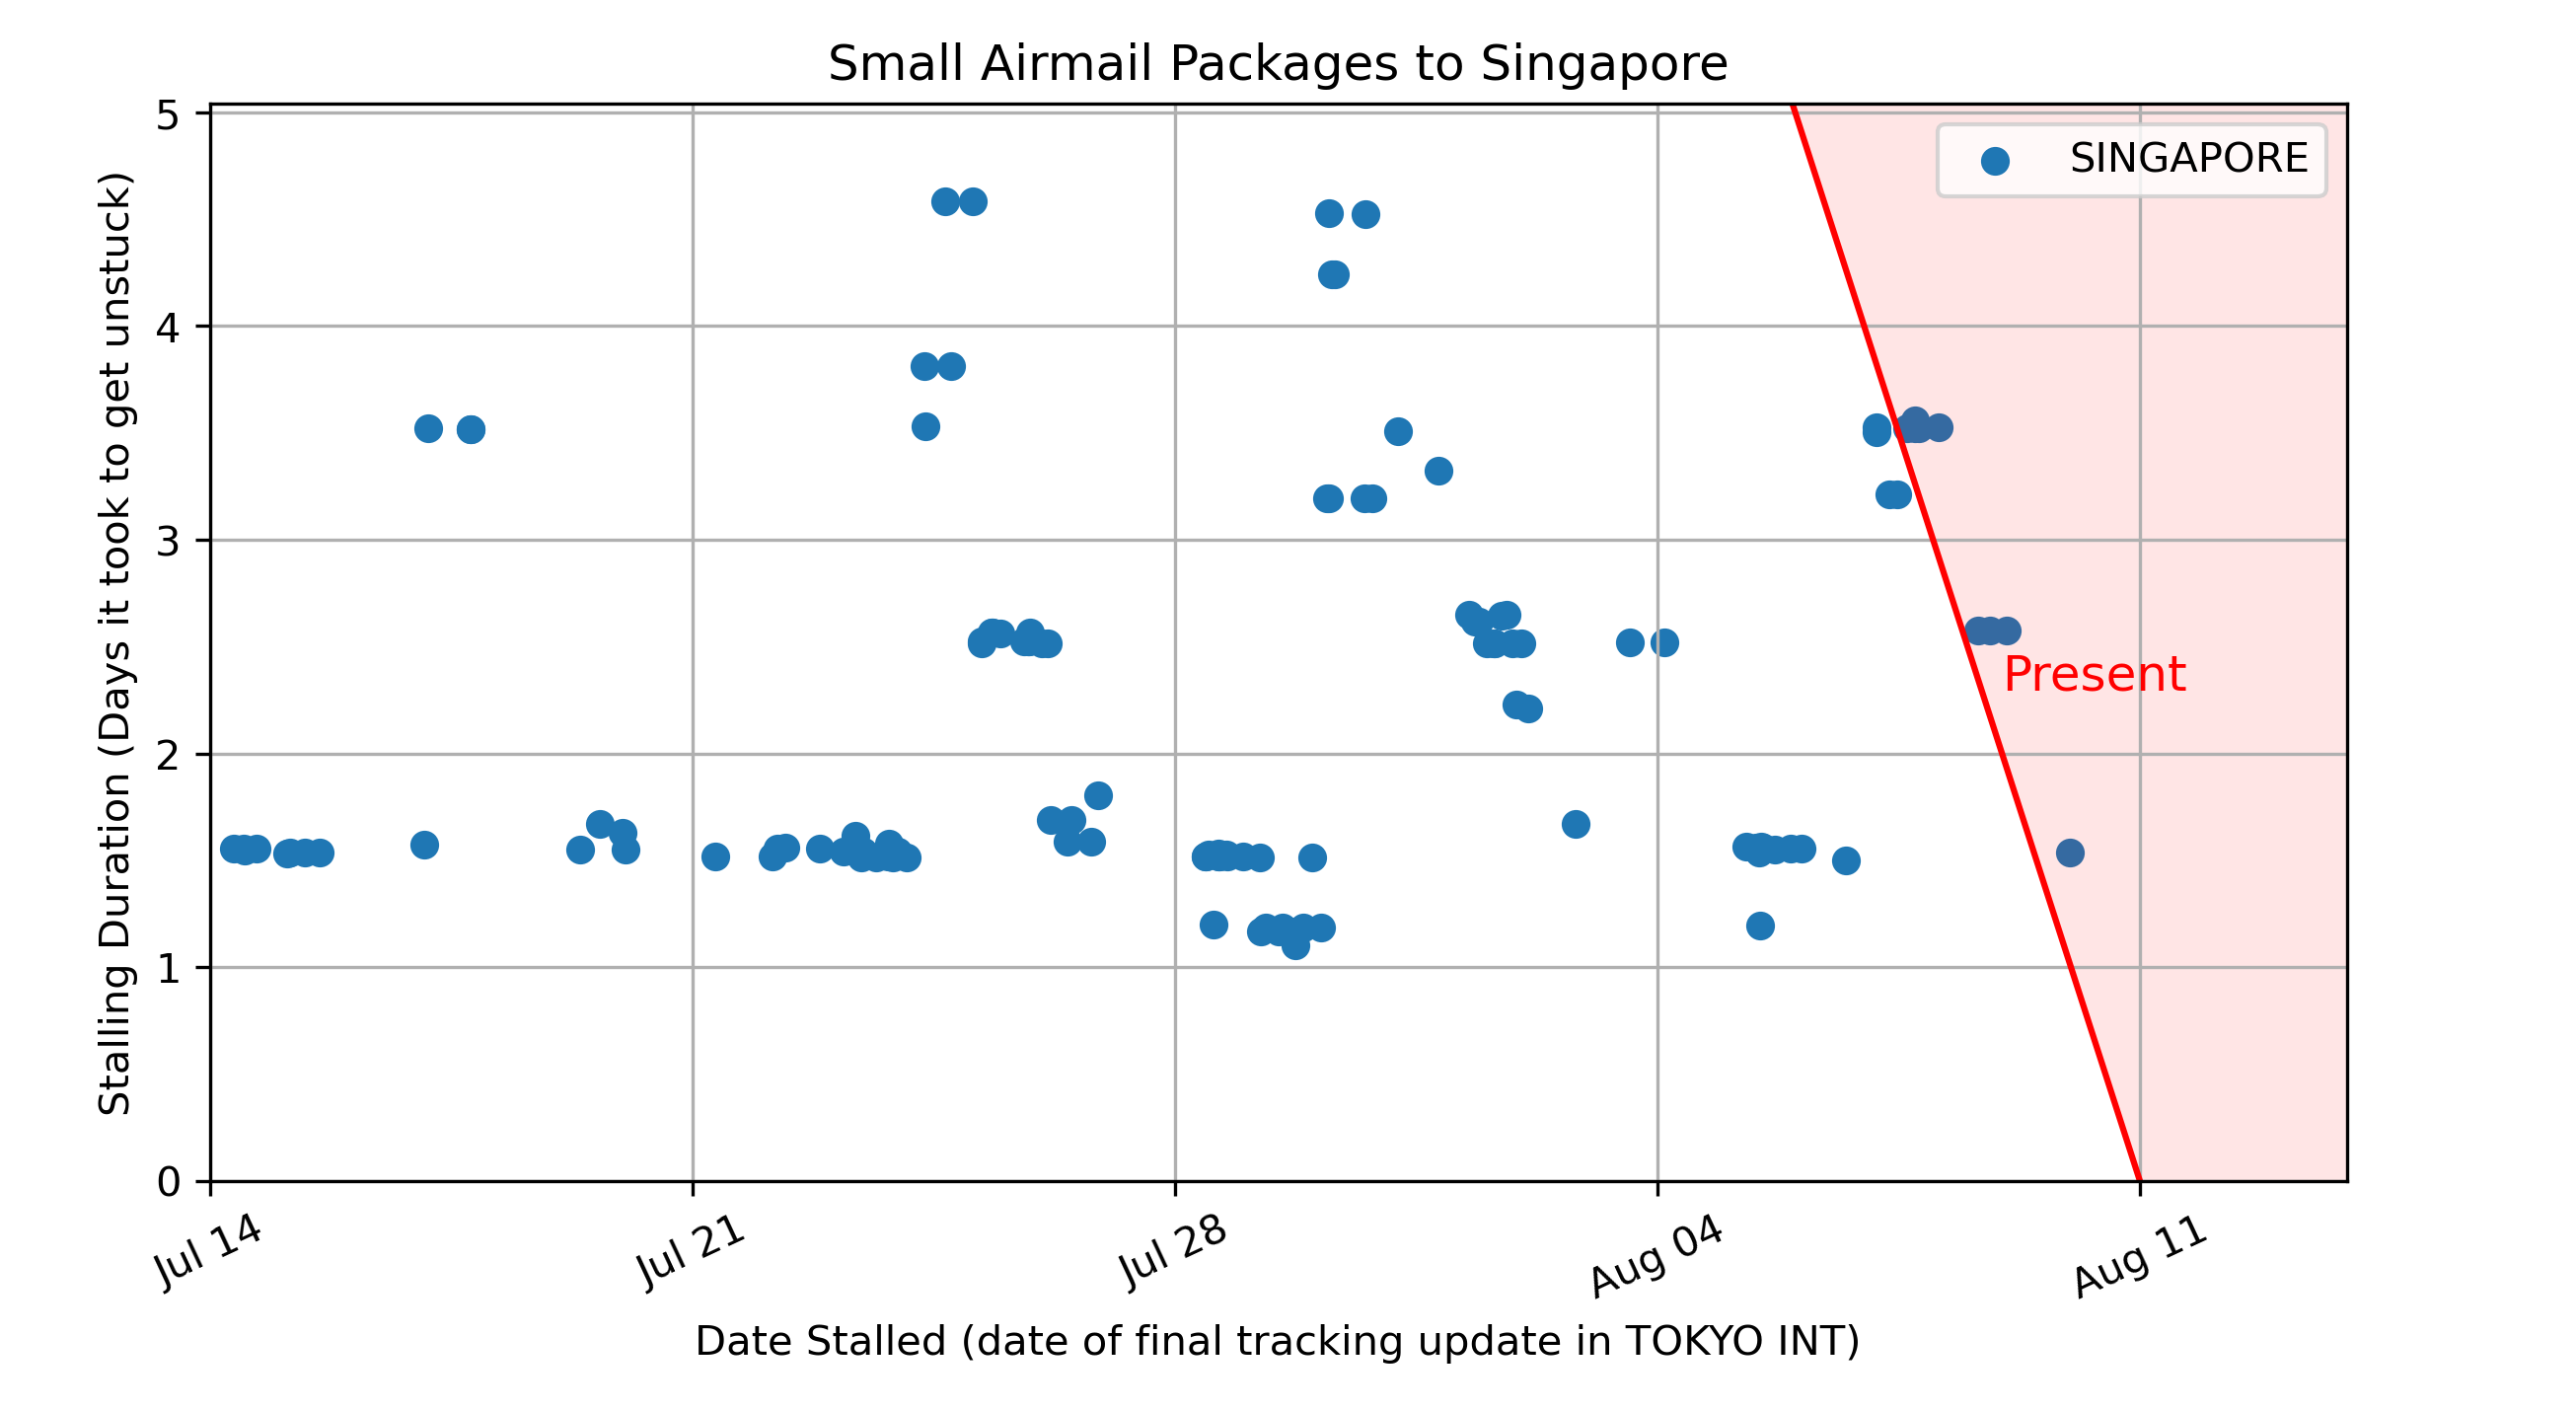 Small Airmail Packages to Singapore
SINGAPORE
Stalling Duration (Days it took to get unstuck)
5
4
3
2
1
0
Present
Jul 14
Jul 21
Jul 28
Aug 04
Aug 11
Date Stalled (date of final tracking update in TOKYO INT)